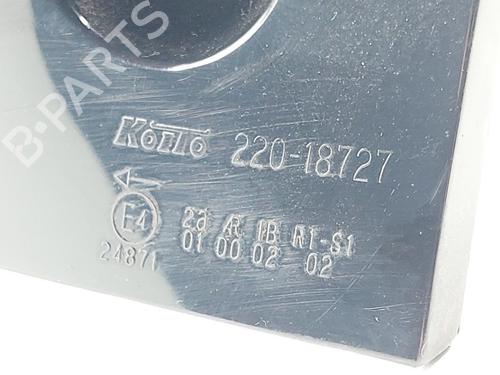 B-PARTS
KOITO 220-18727
E4 2a AR IB R1-S1
24871 01 00 02 02